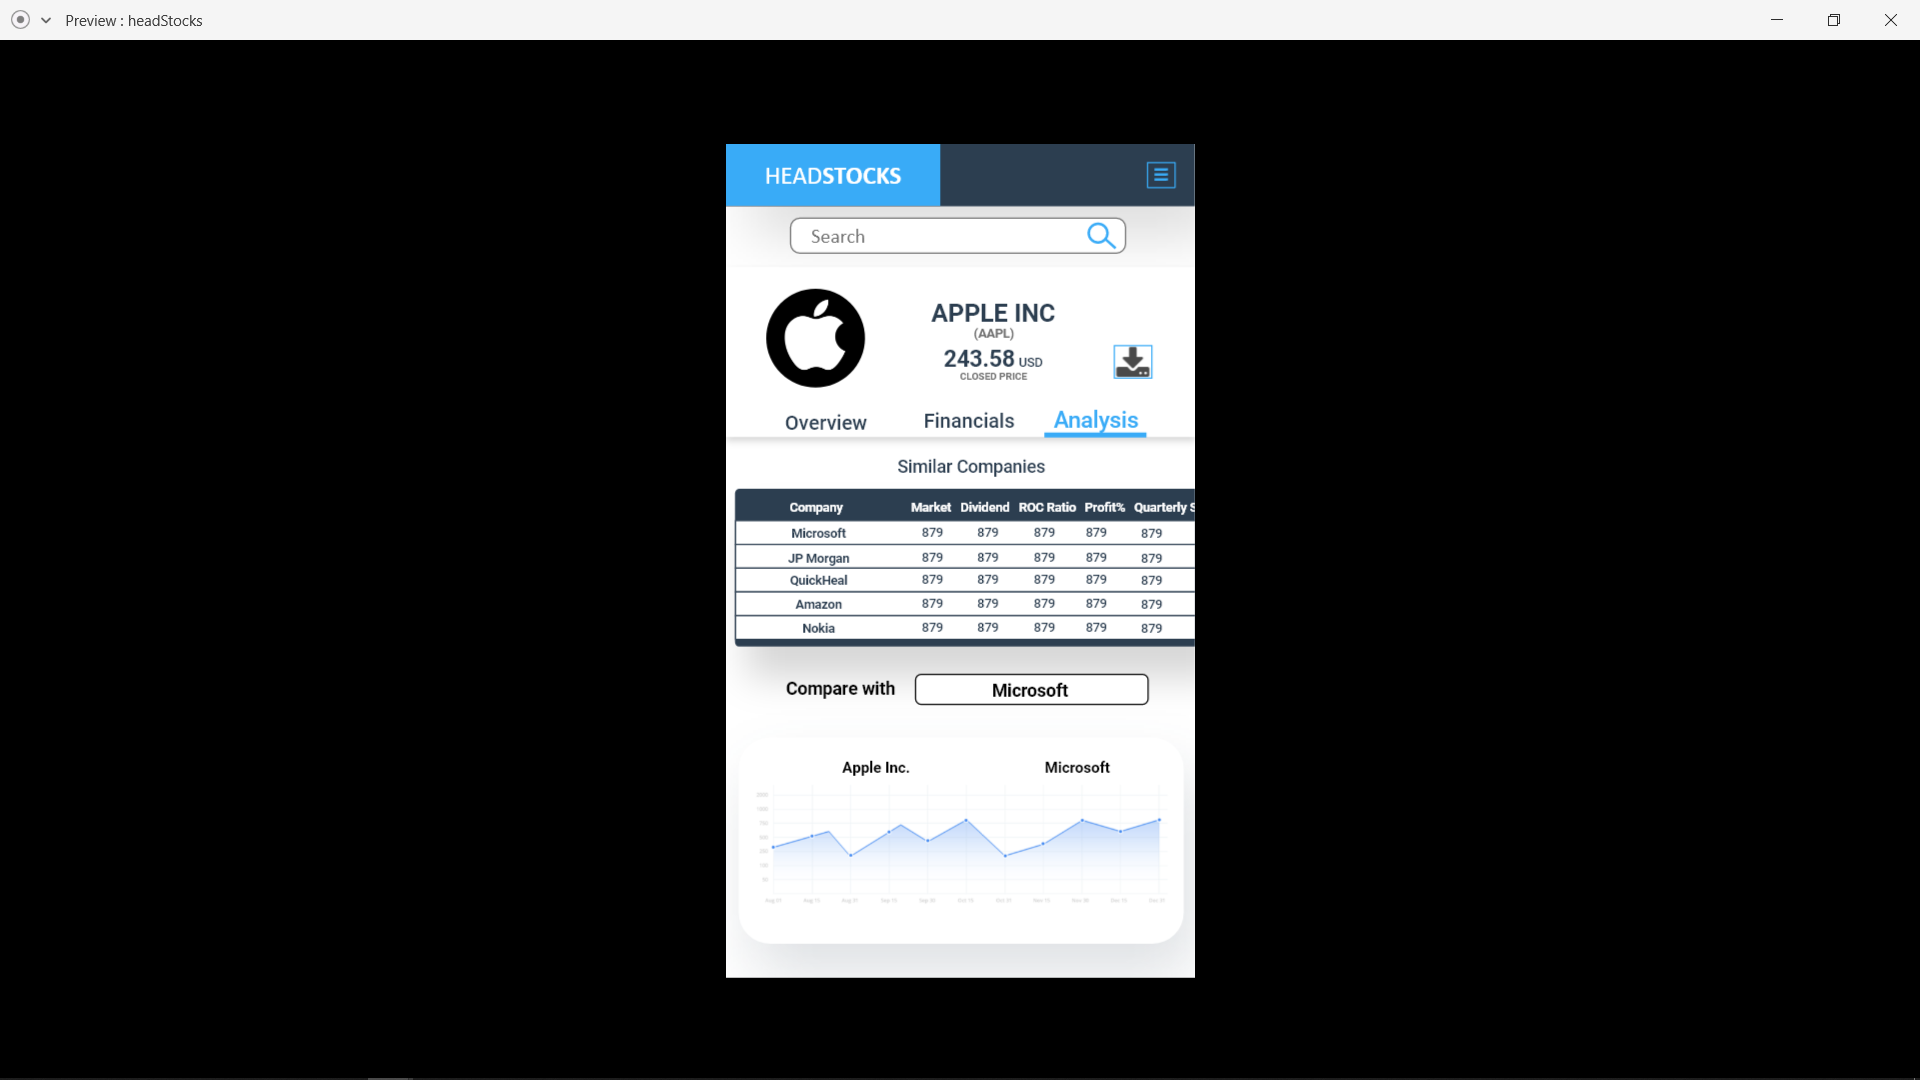 Preview : headStocks
HEADSTOCKS
Search
APPLE INC
(AAPL)
243.58 USD
CLOSED PRICE
Overview Financials Analysis
Similar Companies
Company Market Dividend ROC Ratio Profit% Quarterly S
Microsoft 879 879 879 879 879
JP Morgan 879 879 879 879 879
QuickHeal 879 879 879 879 879
Amazon 879 879 879 879 879
Nokia 879 879 879 879 879
Compare with Microsoft
Apple Inc. Microsoft